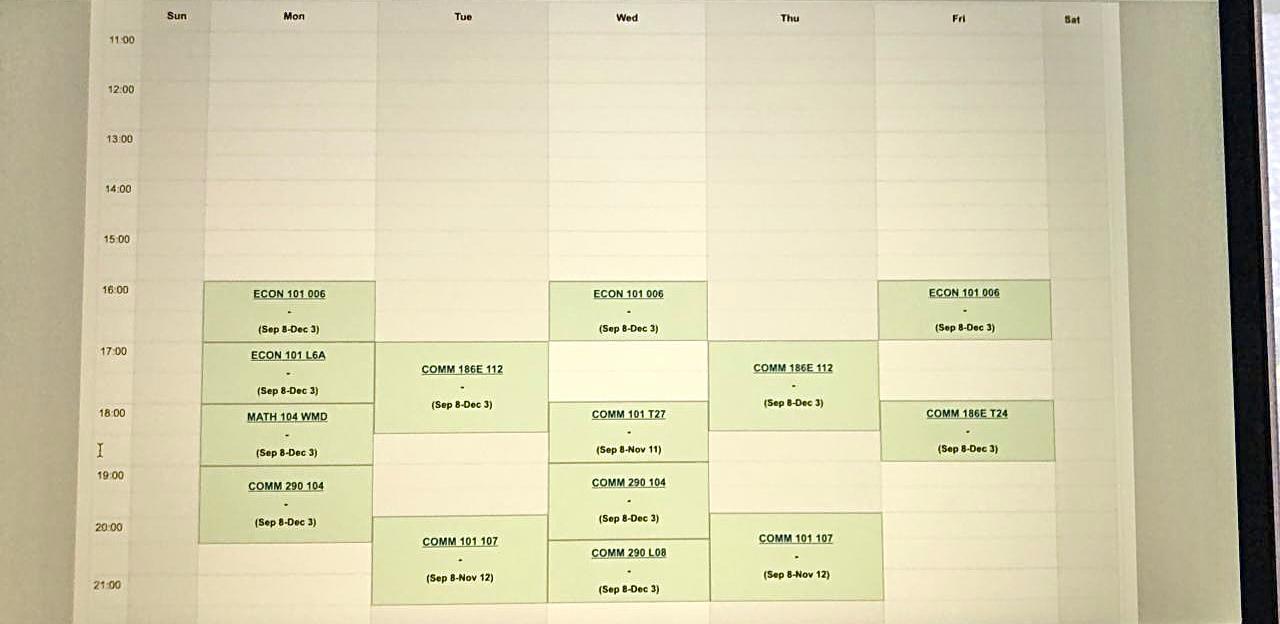 Sun Mon Tue Wed Thu Fri Sat
11:00
12:00
13:00
14:00
15:00
16:00
ECON 101 006
-
(Sep 8-Dec 3)
ECON 101 006
-
(Sep 8-Dec 3)
ECON 101 006
-
(Sep 8-Dec 3)
17:00
ECON 101 L6A
-
(Sep 8-Dec 3)
COMM 186E 112
-
(Sep 8-Dec 3)
COMM 186E 112
-
(Sep 8-Dec 3)
18:00
MATH 104 WMD
-
(Sep 8-Dec 3)
COMM 101 T27
-
(Sep 8-Nov 11)
COMM 186E T24
-
(Sep 8-Dec 3)
19:00
COMM 290 104
-
(Sep 8-Dec 3)
COMM 290 104
-
(Sep 8-Dec 3)
20:00
COMM 101 107
-
(Sep 8-Nov 12)
COMM 290 L08
-
(Sep 8-Dec 3)
COMM 101 107
-
(Sep 8-Nov 12)
21:00